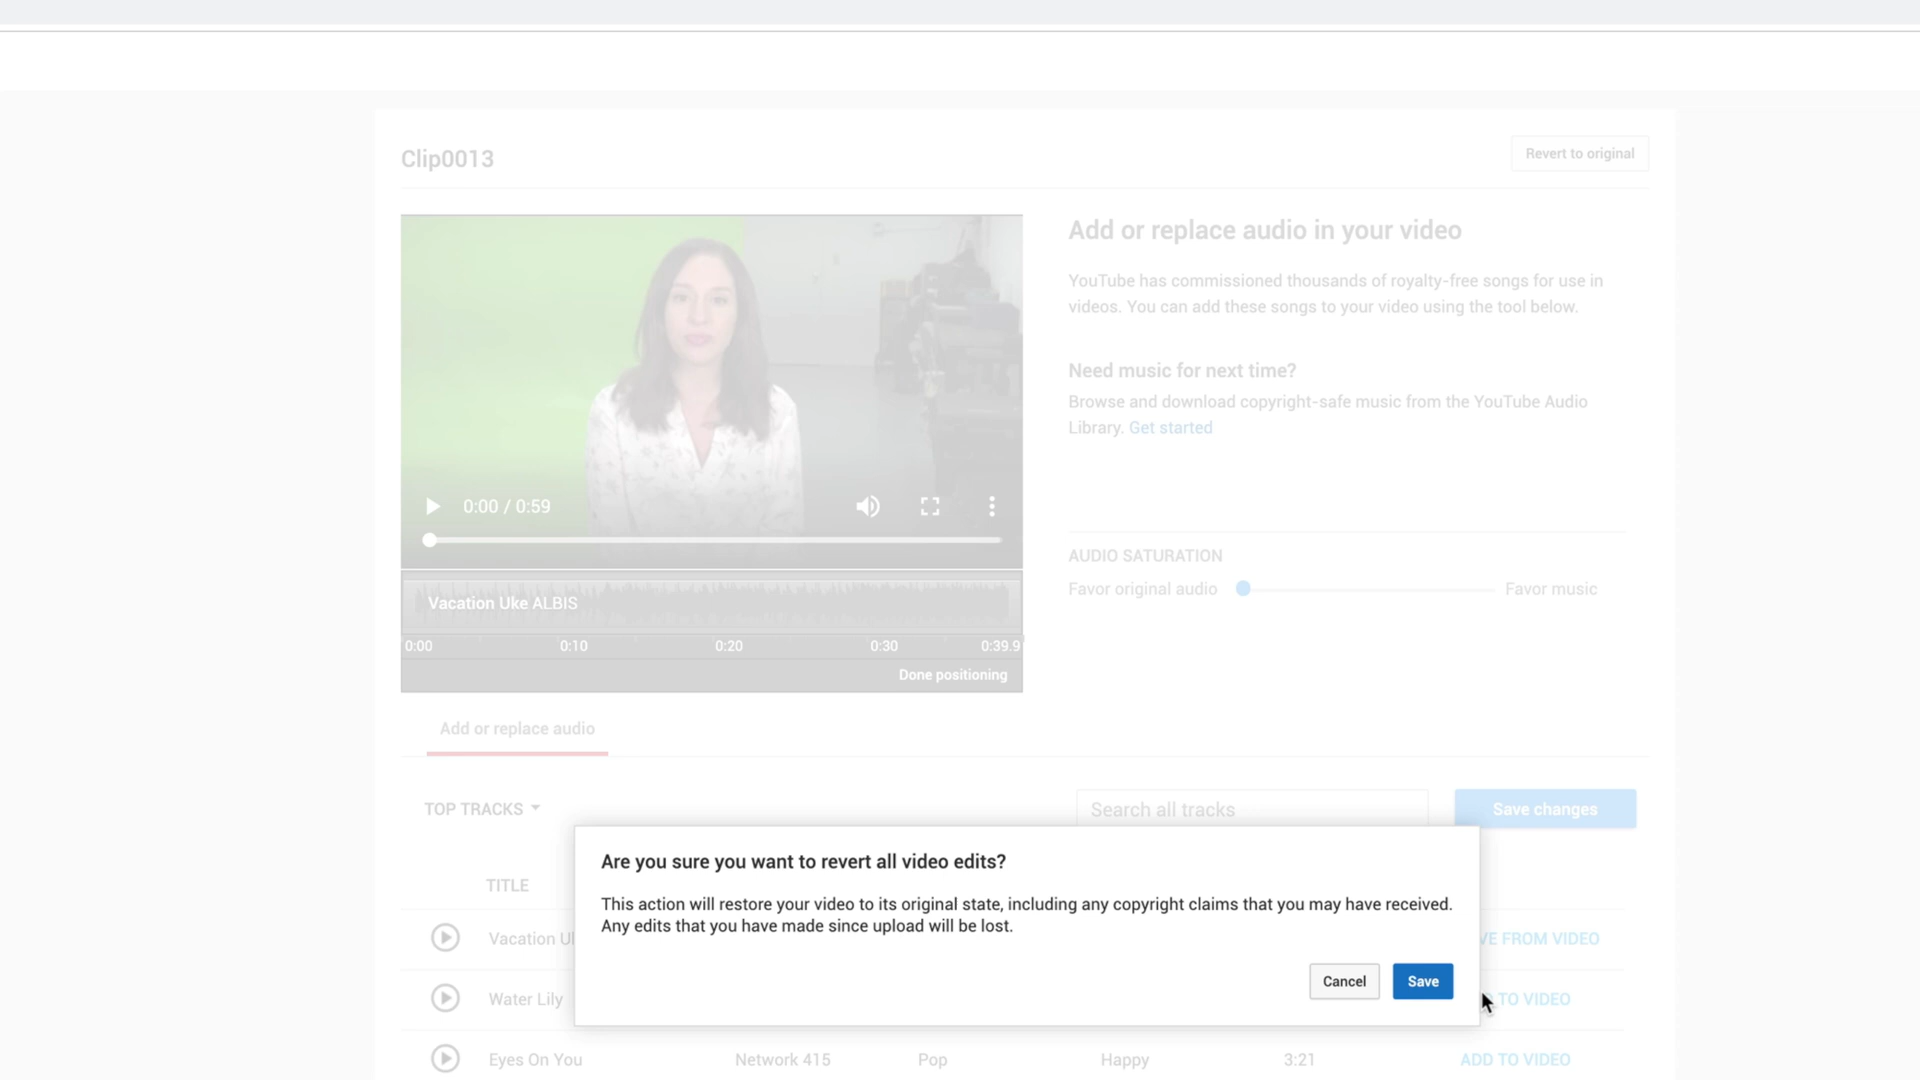 Clip0013
Revert to original
Add or replace audio in your video
YouTube has commissioned thousands of royalty-free songs for use in
videos. You can add these songs to your video using the tool below.
Need music for next time?
Browse and download copyright-safe music from the YouTube Audio
Library. Get started
0:00 / 0:59
AUDIO SATURATION
Favor original audio
Favor music
Vacation Uke ALBIS
0:00 0:10 0:20 0:30 0:39.9
Done positioning
Add or replace audio
TOP TRACKS
Search all tracks
Save changes
Are you sure you want to revert all video edits?
This action will restore your video to its original state, including any copyright claims that you may have received.
Any edits that you have made since upload will be lost.
Cancel
Save
TITLE
Vacation
VE FROM VIDEO
Water Lily
TO VIDEO
Eyes On You Network 415 Pop Happy 3:21 ADD TO VIDEO